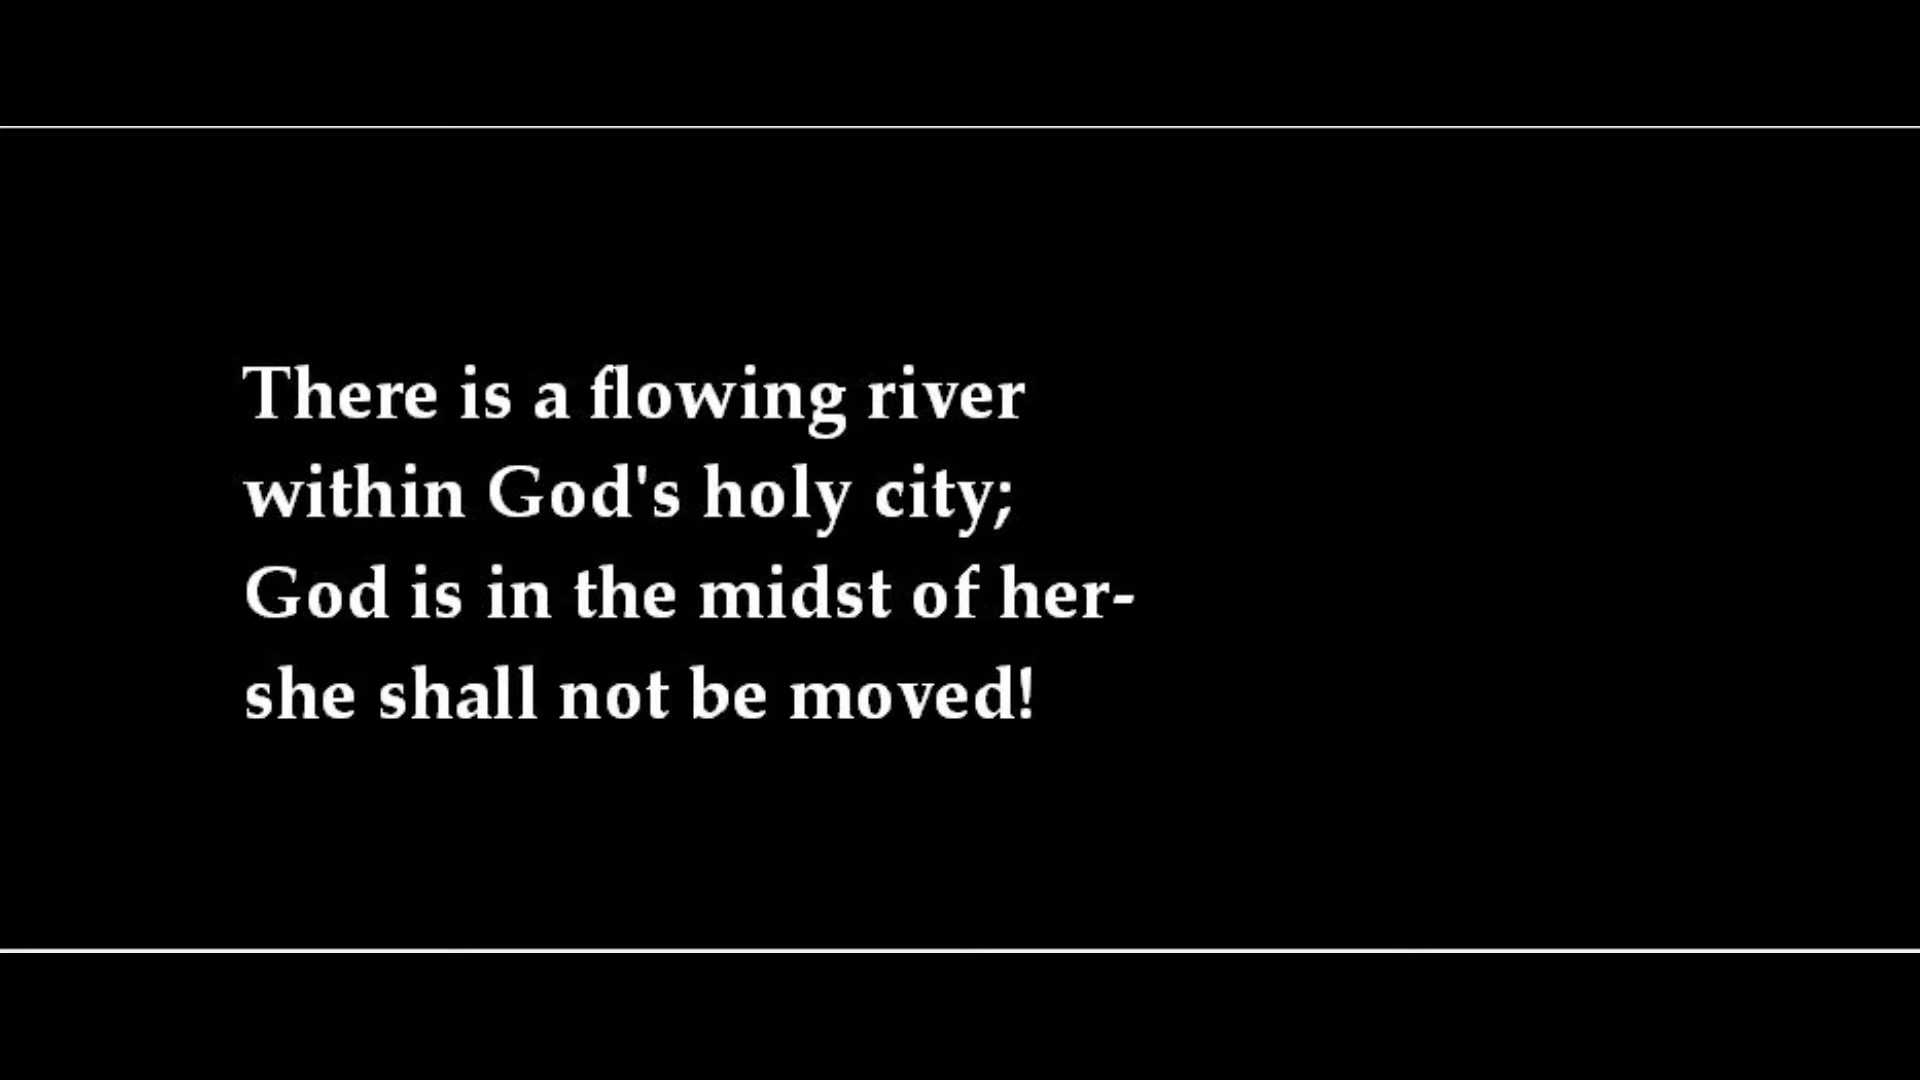 There is a flowing river
within God's holy city;
God is in the midst of her-
she shall not be moved!